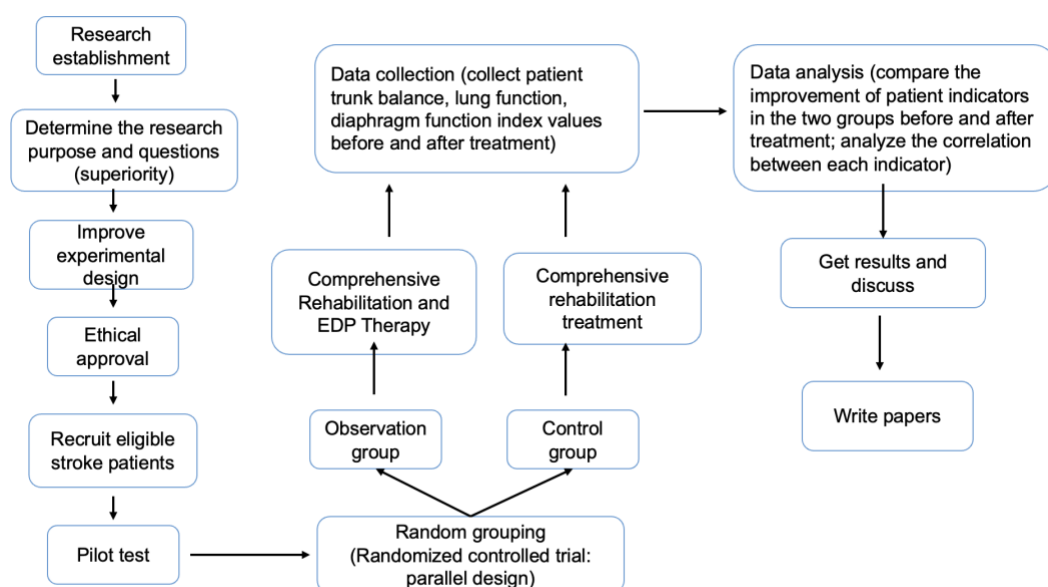 Research
establishment
Determine the research
purpose and questions
(superiority)
Improve
experimental
design
Ethical
approval
Recruit eligible
stroke patients
Pilot test
Random grouping
(Randomized controlled trial:
parallel design)
Observation
group
Control
group
Comprehensive
Rehabilitation and
EDP Therapy
Comprehensive
rehabilitation
treatment
Data collection (collect patient
trunk balance, lung function,
diaphragm function index values
before and after treatment)
Data analysis (compare the
improvement of patient indicators
in the two groups before and after
treatment; analyze the correlation
between each indicator)
Get results and
discuss
Write papers